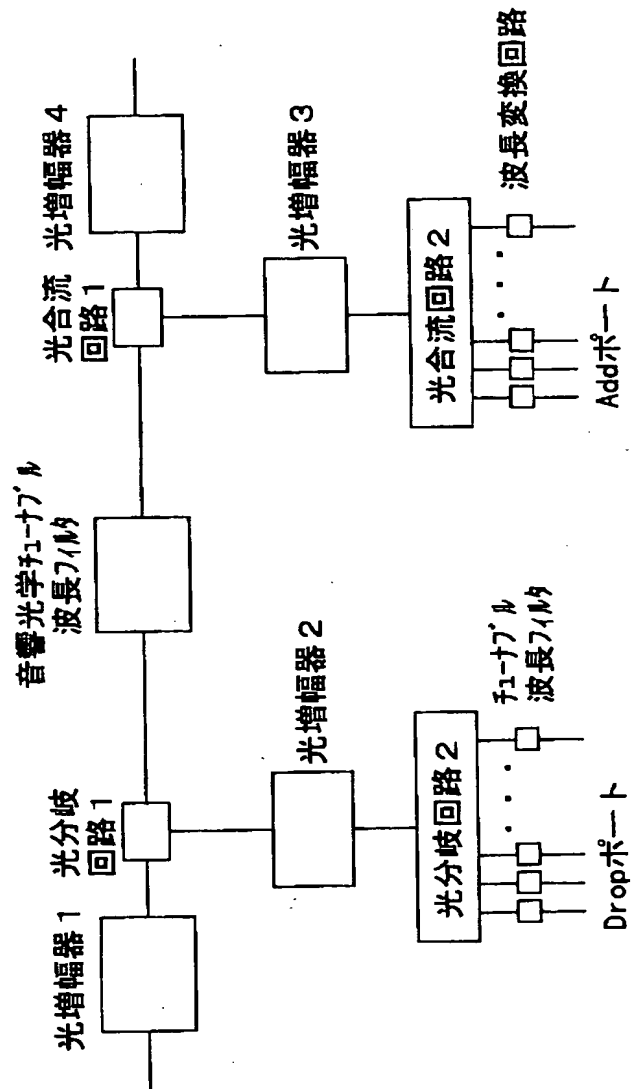 光増幅器1
光分岐
回路1
音響光学チューナブル
波長フィルタ
光合流
回路1
光増幅器4
光増幅器2
光増幅器3
光分岐回路2
チューナブル
波長フィルタ
光合流回路2
波長変換回路
Dropポート
Addポート